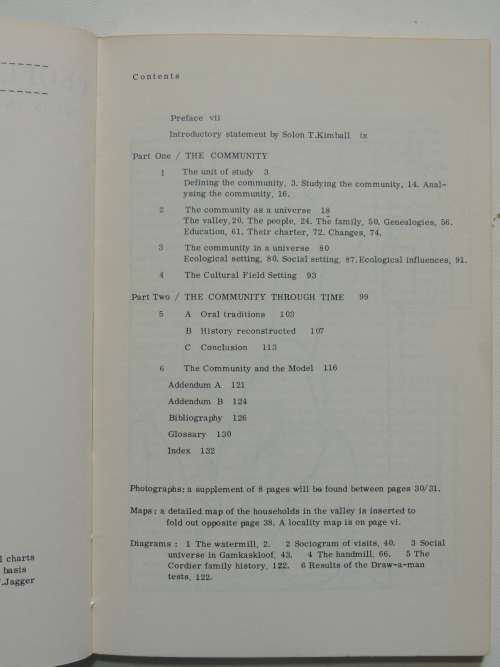 Contents
Preface vii
Introductory statement by Solon T.Kimball ix
Part One / THE COMMUNITY
1 The unit of study 3
Defining the community, 3. Studying the community, 14. Anal-
ysing the community, 16.
2 The community as a universe 18
The valley, 20. The people, 24. The family, 50. Genealogies, 56.
Education, 61. Their charter, 72. Changes, 74.
3 The community in a universe 80
Ecological setting, 80. Social setting, 87. Ecological influences, 91.
4 The Cultural Field Setting 93
Part Two / THE COMMUNITY THROUGH TIME 99
5 A Oral traditions 103
B History reconstructed 107
C Conclusion 113
6 The Community and the Model 116
Addendum A 121
Addendum B 124
Bibliography 126
Glossary 130
Index 132
Photographs: a supplement of 8 pages will be found between pages 30/31.
Maps: a detailed map of the households in the valley is inserted to
fold out opposite page 38. A locality map is on page vi.
Diagrams: 1 The watermill, 2. 2 Sociogram of visits, 40. 3 Social
universe in Gamkaskloof, 43. 4 The handmill, 66. 5 The
Cordier family history, 122. 6 Results of the Draw-a-man
tests, 122.
charts
basis
Jagger